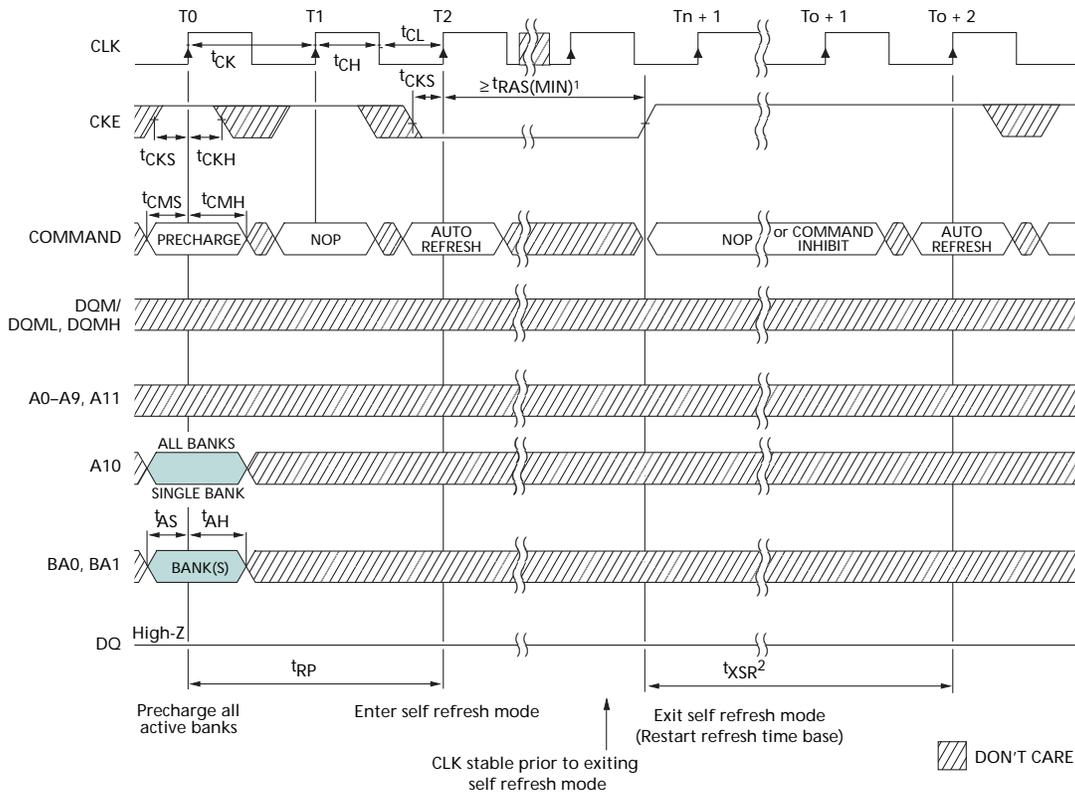 T0 T1 T2 Tn + 1 To + 1 To + 2
CLK
tCK tCH tCL
tCKS ≥ tRAS(MIN)1
CKE
tCKS tCKH
tCMS tCMH
COMMAND PRECHARGE NOP AUTO REFRESH NOP or COMMAND INHIBIT AUTO REFRESH
DQM/
DQML, DQMH
A0–A9, A11
ALL BANKS
A10
SINGLE BANK
tAS tAH
BA0, BA1 BANK(S)
DQ High-Z
tRP tXSR2
Precharge all
active banks
Enter self refresh mode
CLK stable prior to exiting
self refresh mode
Exit self refresh mode
(Restart refresh time base)
DON'T CARE